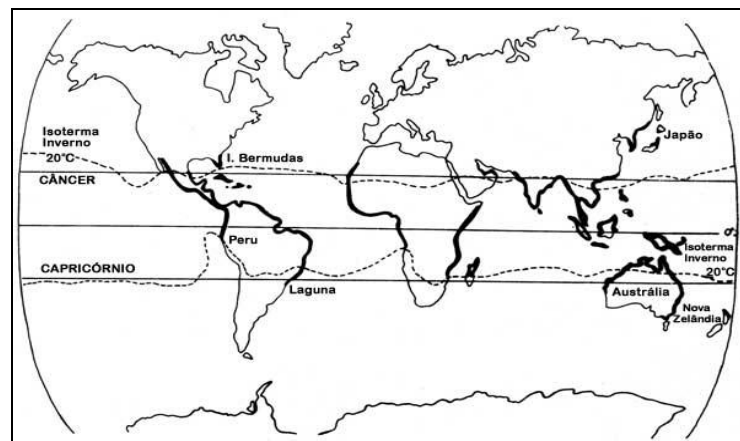 Isoterma
Inverno
20°C
I. Bermudas
Japão
CÂNCER
Peru
Isoterma
Inverno
20°C
CAPRICÓRNIO
Laguna
Austrália
Nova
Zelândia